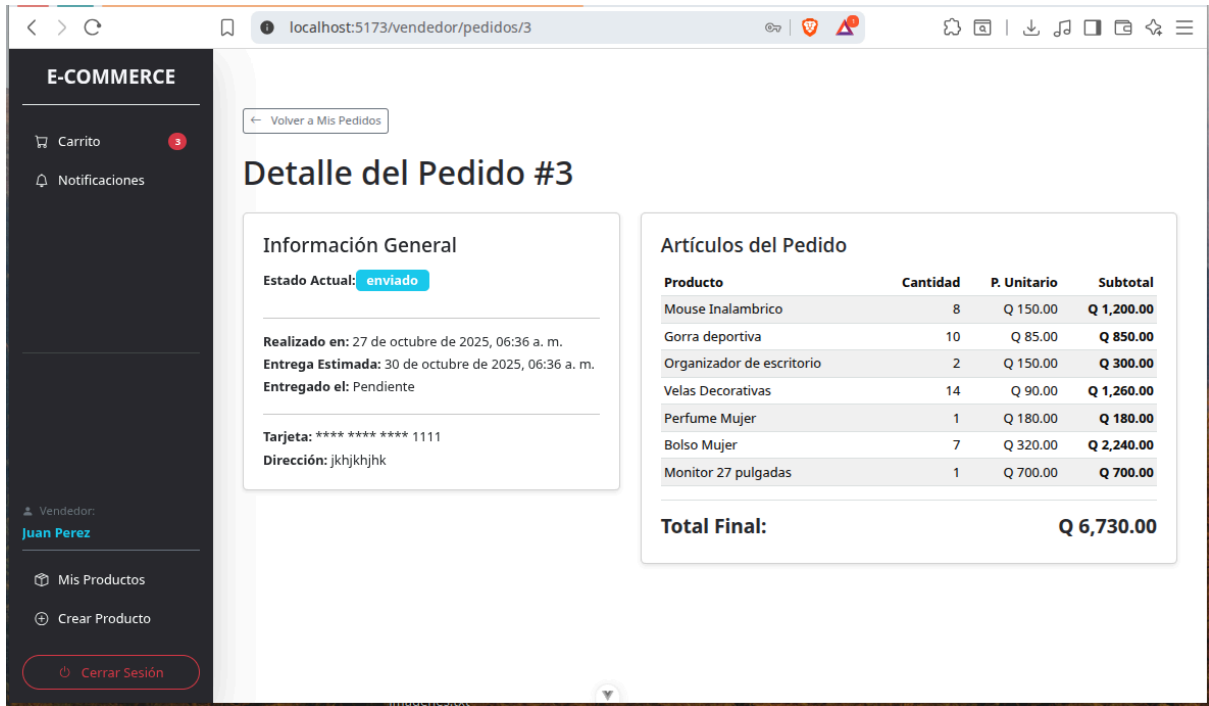 localhost:5173/vendedor/pedidos/3
E-COMMERCE
Carrito 3
Notificaciones
Vendedor:
Juan Perez
Mis Productos
Crear Producto
Cerrar Sesión
← Volver a Mis Pedidos
Detalle del Pedido #3
Información General
Estado Actual: enviado
Realizado en: 27 de octubre de 2025, 06:36 a. m.
Entrega Estimada: 30 de octubre de 2025, 06:36 a. m.
Entregado el: Pendiente
Tarjeta: **** **** **** 1111
Dirección: jkhjkhjhk
Artículos del Pedido
Producto Cantidad P. Unitario Subtotal
Mouse Inalambrico 8 Q 150.00 Q 1,200.00
Gorra deportiva 10 Q 85.00 Q 850.00
Organizador de escritorio 2 Q 150.00 Q 300.00
Velas Decorativas 14 Q 90.00 Q 1,260.00
Perfume Mujer 1 Q 180.00 Q 180.00
Bolso Mujer 7 Q 320.00 Q 2,240.00
Monitor 27 pulgadas 1 Q 700.00 Q 700.00
Total Final: Q 6,730.00